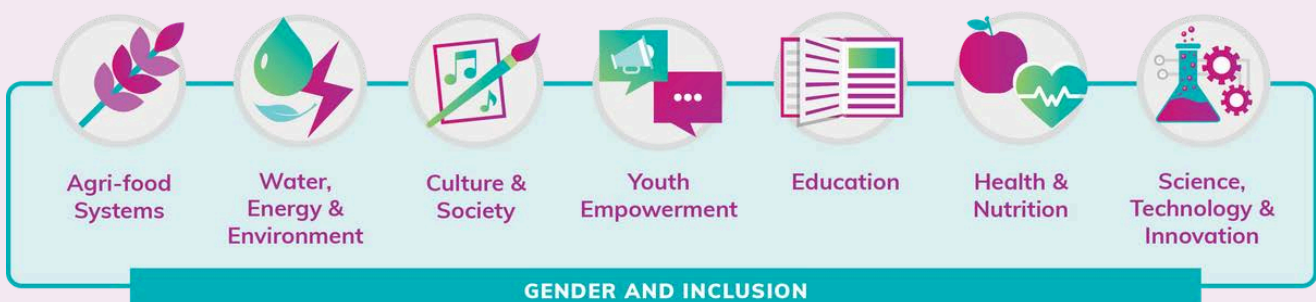 Agri-food
Systems
Water,
Energy &
Environment
Culture &
Society
Youth
Empowerment
Education
Health &
Nutrition
Science,
Technology &
Innovation
GENDER AND INCLUSION